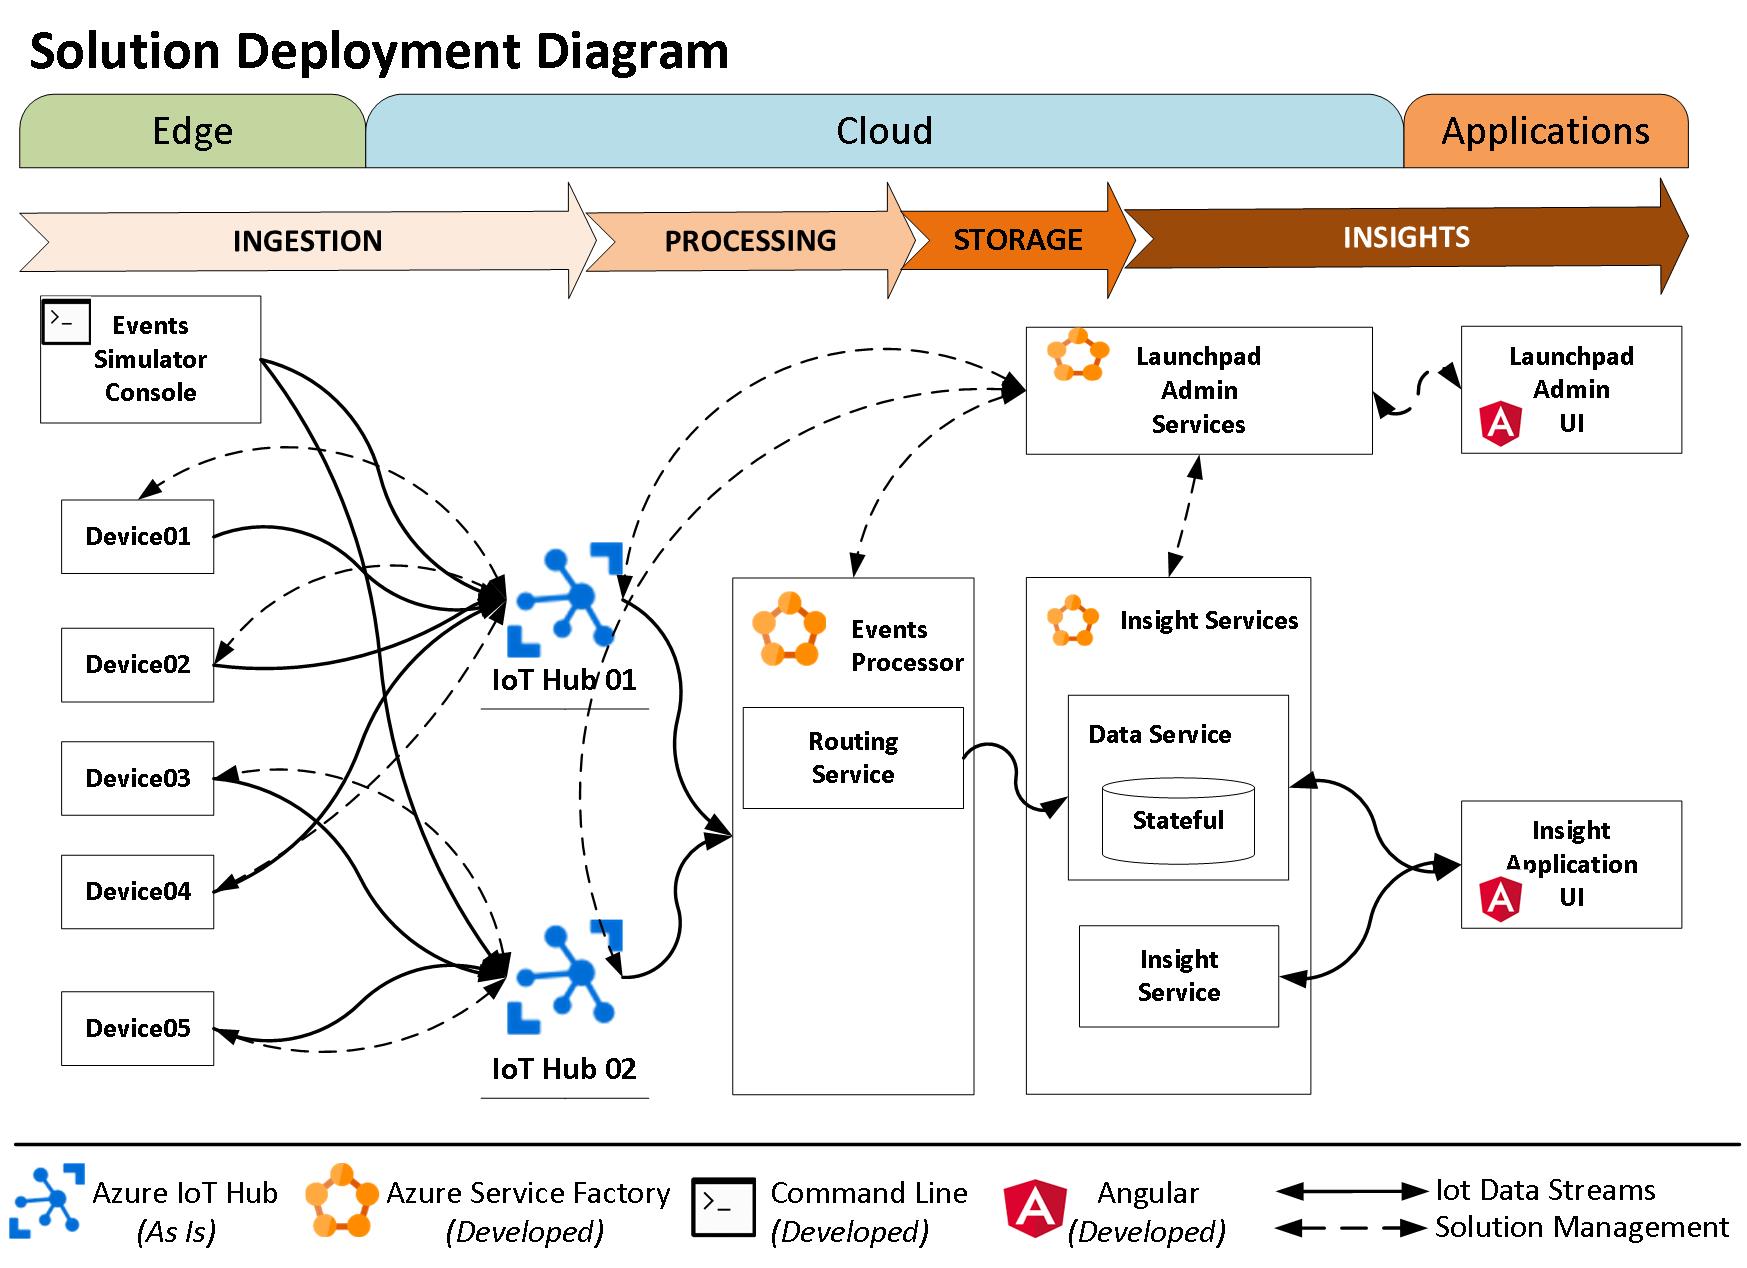 Solution Deployment Diagram
Edge
Cloud
Applications
INGESTION
PROCESSING
STORAGE
INSIGHTS
>_
Events
Simulator
Console
Launchpad
Admin
Services
Launchpad
Admin
UI
A
Device01
Device02
Device03
Device04
Device05
IoT Hub 01
IoT Hub 02
Events
Processor
Routing
Service
Insight Services
Data Service
Stateful
Insight
Service
Insight
Application
UI
A
Azure IoT Hub
(As Is)
Azure Service Factory
(Developed)
>_
Command Line
(Developed)
A
Angular
(Developed)
Iot Data Streams
Solution Management